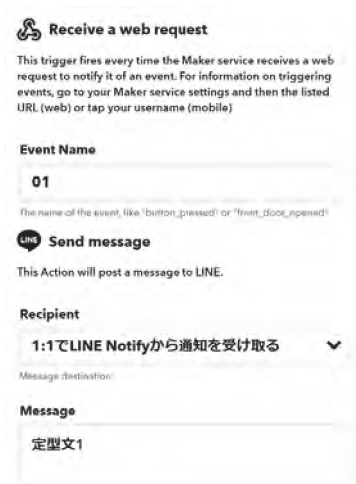 Receive a web request
This trigger fires every time the Maker service receives a web
request to notify it of an event. For information on triggering
events, go to your Maker service settings and then the listed
URL (web) or tap your username (mobile)
Event Name
01
The name of the event, like "button_pressed" or "front_door_opened"
LINE Send message
This Action will post a message to LINE.
Recipient
1:1でLINE Notifyから通知を受け取る
Message destination
Message
定型文1